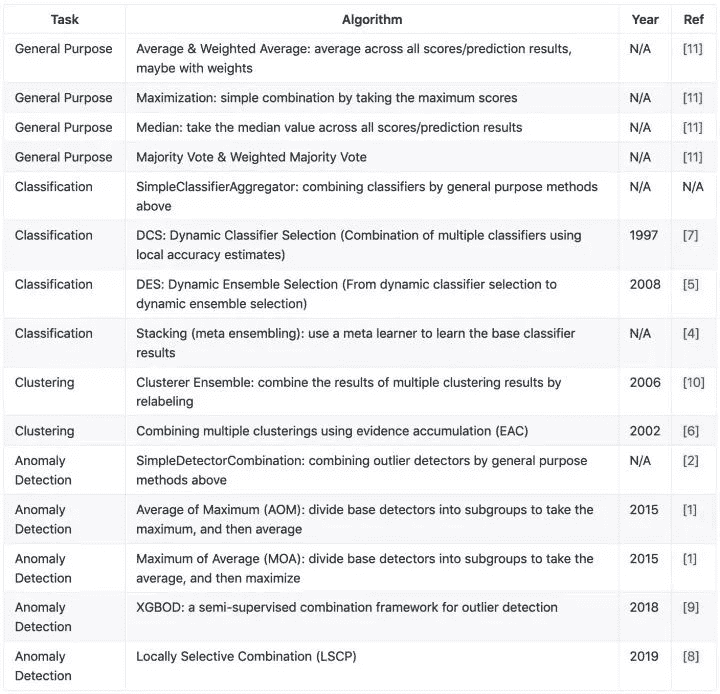 Task Algorithm Year Ref
General Purpose Average & Weighted Average: average across all scores/prediction results, N/A [11]
maybe with weights
General Purpose Maximization: simple combination by taking the maximum scores N/A [11]
General Purpose Median: take the median value across all scores/prediction results N/A [11]
General Purpose Majority Vote & Weighted Majority Vote N/A [11]
Classification SimpleClassifierAggregator: combining classifiers by general purpose methods N/A N/A
above
Classification DCS: Dynamic Classifier Selection (Combination of multiple classifiers using 1997 [7]
local accuracy estimates)
Classification DES: Dynamic Ensemble Selection (From dynamic classifier selection to 2008 [5]
dynamic ensemble selection)
Classification Stacking (meta ensembling): use a meta learner to learn the base classifier N/A [4]
results
Clustering Clusterer Ensemble: combine the results of multiple clustering results by 2006 [10]
relabeling
Clustering Combining multiple clusterings using evidence accumulation (EAC) 2002 [6]
Anomaly SimpleDetectorCombination: combining outlier detectors by general purpose N/A [2]
Detection methods above
Anomaly Average of Maximum (AOM): divide base detectors into subgroups to take the 2015 [1]
Detection maximum, and then average
Anomaly Maximum of Average (MOA): divide base detectors into subgroups to take the 2015 [1]
Detection average, and then maximize
Anomaly XGBOD: a semi-supervised combination framework for outlier detection 2018 [9]
Detection
Anomaly Locally Selective Combination (LSCP) 2019 [8]
Detection